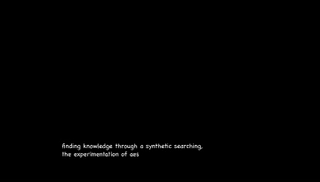 finding knowledge through a synthetic searching,
the experimentation of aes